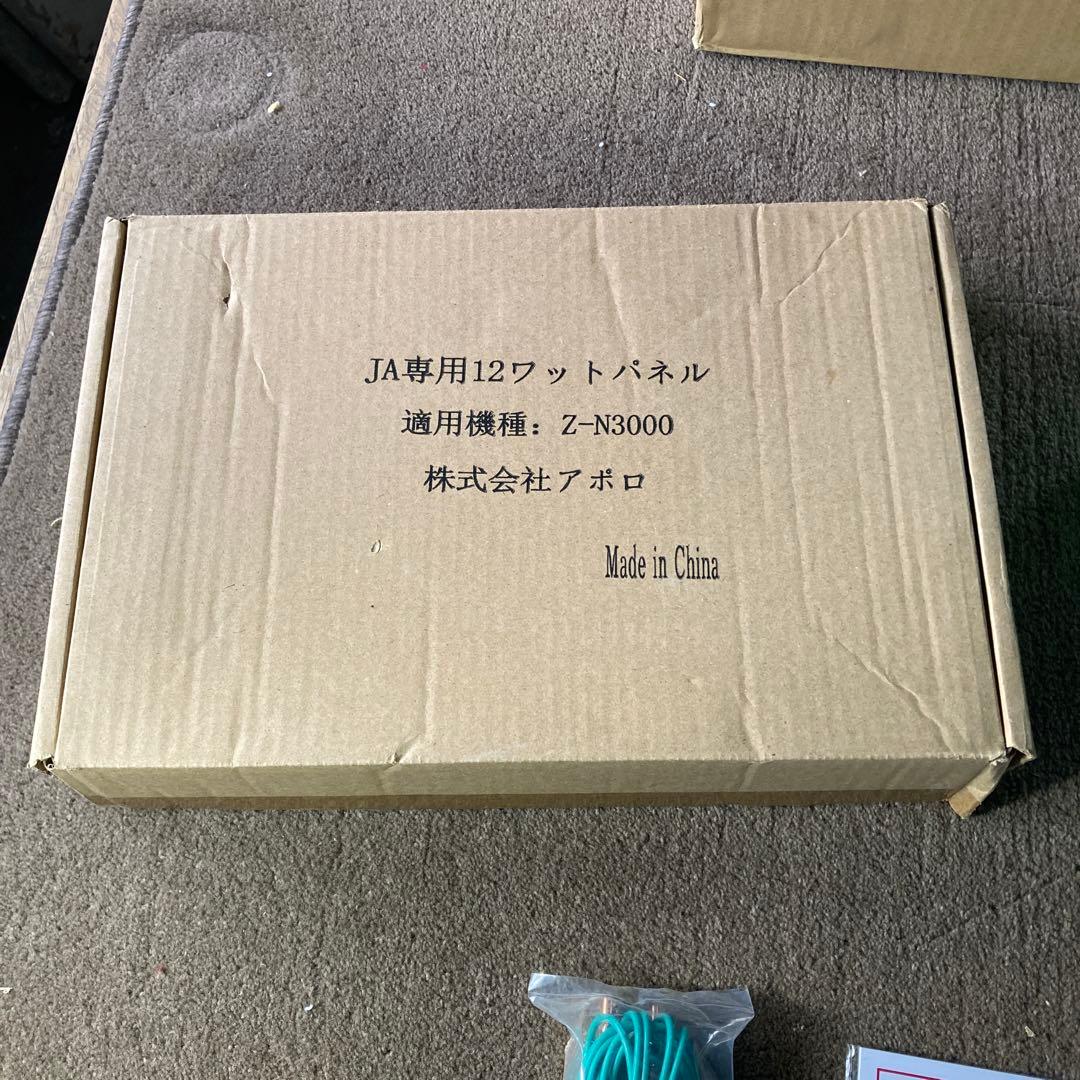 JA専用12ワットパネル
適用機種：Z-N3000
株式会社アポロ
Made in China